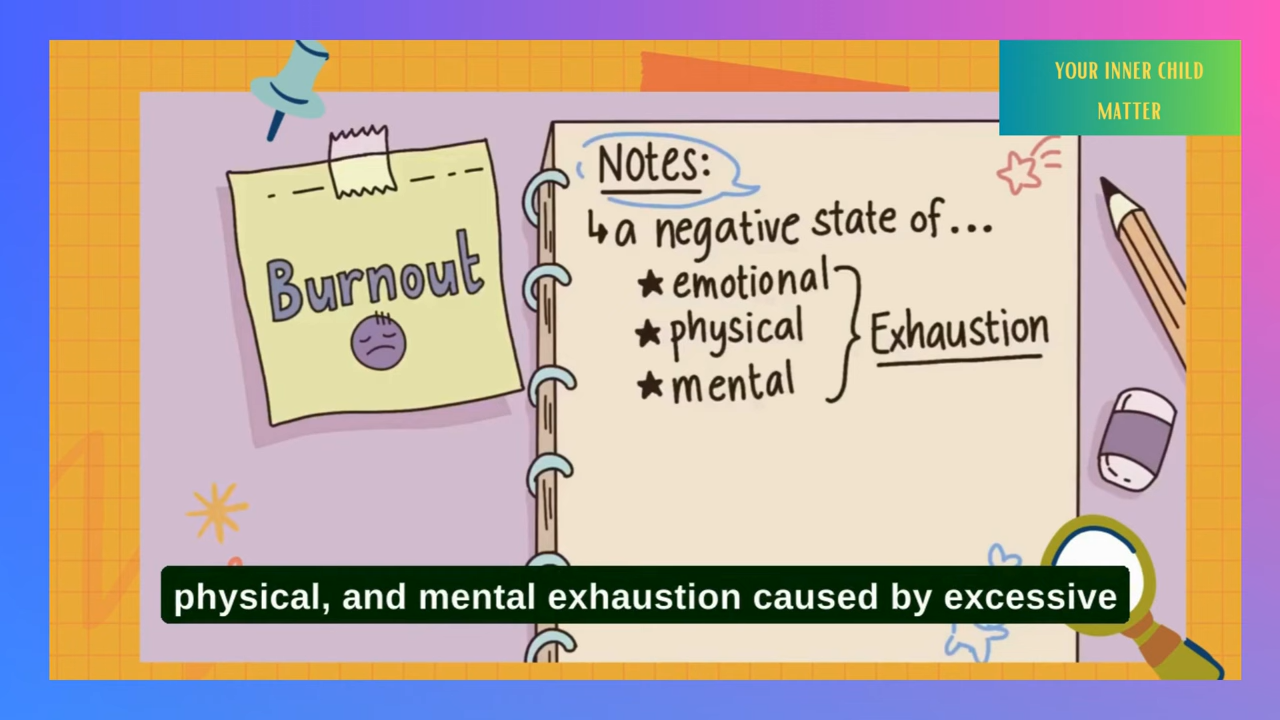 YOUR INNER CHILD
MATTER
Burnout
Notes:
↳a negative state of...
★ emotional
★ physical
★ mental
Exhaustion
physical, and mental exhaustion caused by excessive